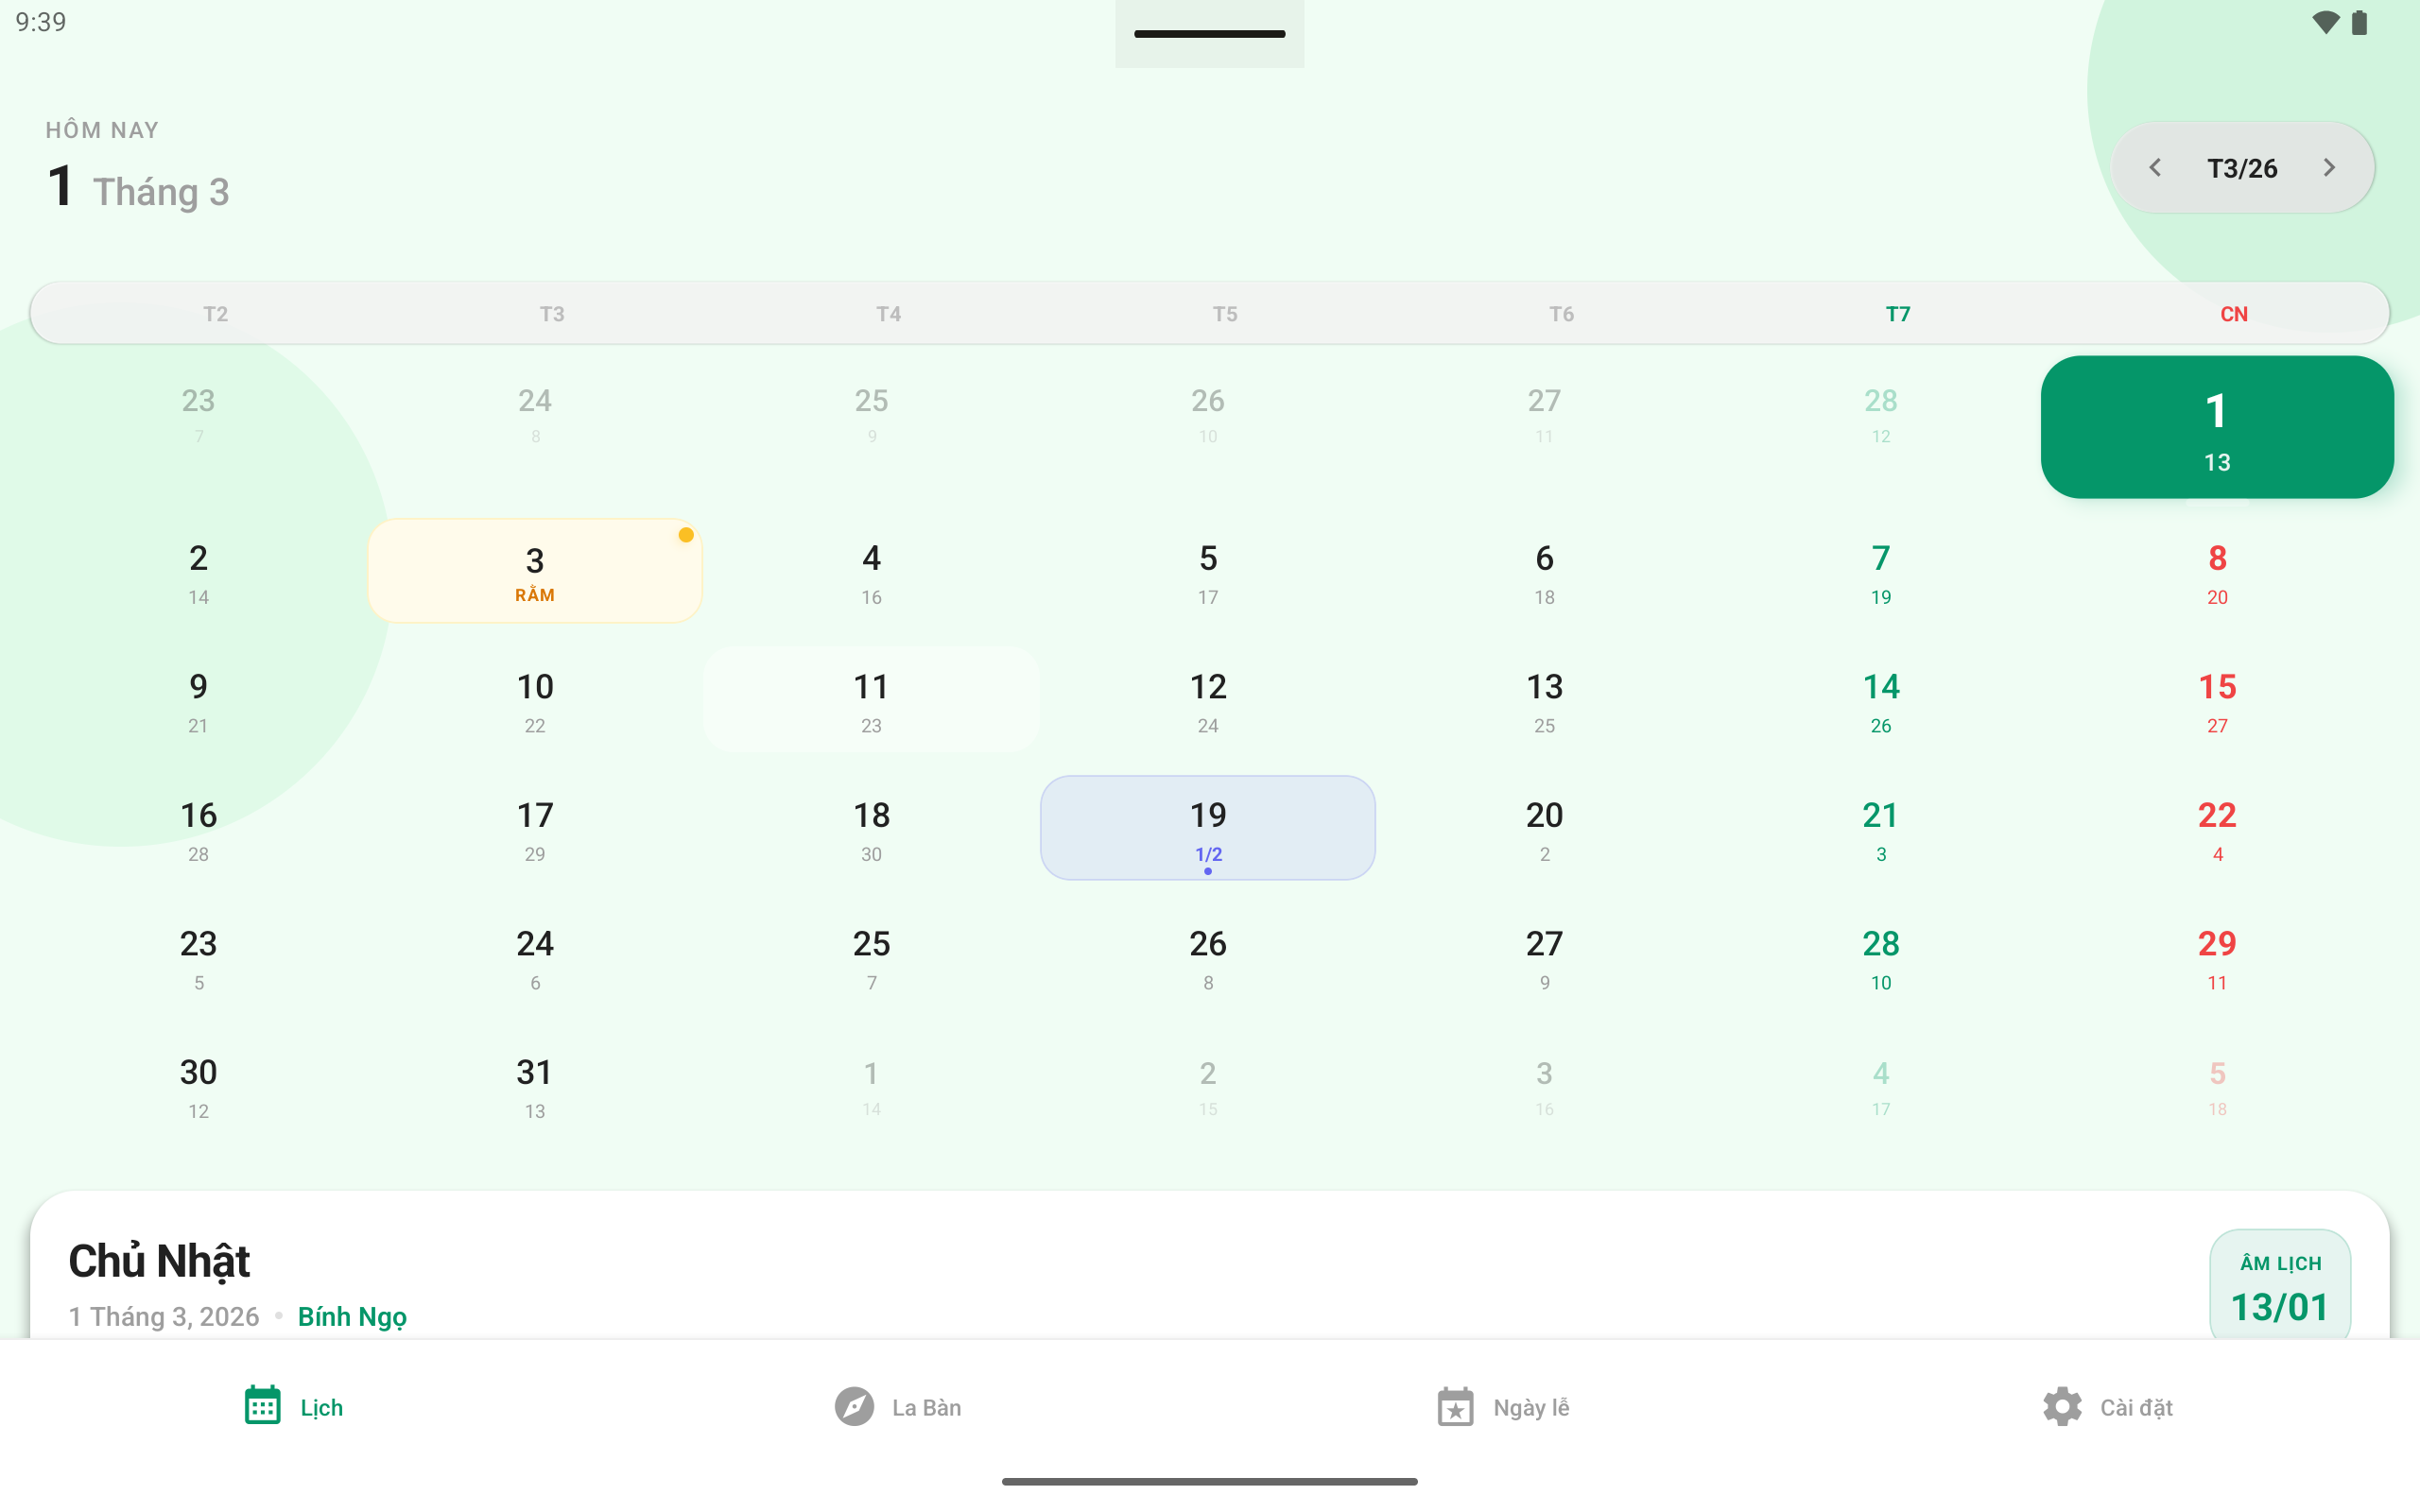 9:39
HÔM NAY
1 Tháng 3
T3/26
T2 T3 T4 T5 T6 T7 CN
23 24 25 26 27 28 1
7 8 9 10 11 12 13
2 3 4 5 6 7 8
14 RẰM 16 17 18 19 20
9 10 11 12 13 14 15
21 22 23 24 25 26 27
16 17 18 19 20 21 22
28 29 30 1/2 2 3 4
23 24 25 26 27 28 29
5 6 7 8 9 10 11
30 31 1 2 3 4 5
12 13 14 15 16 17 18
Chủ Nhật
1 Tháng 3, 2026 • Bính Ngọ
ÂM LỊCH
13/01
Lịch La Bàn Ngày lễ Cài đặt